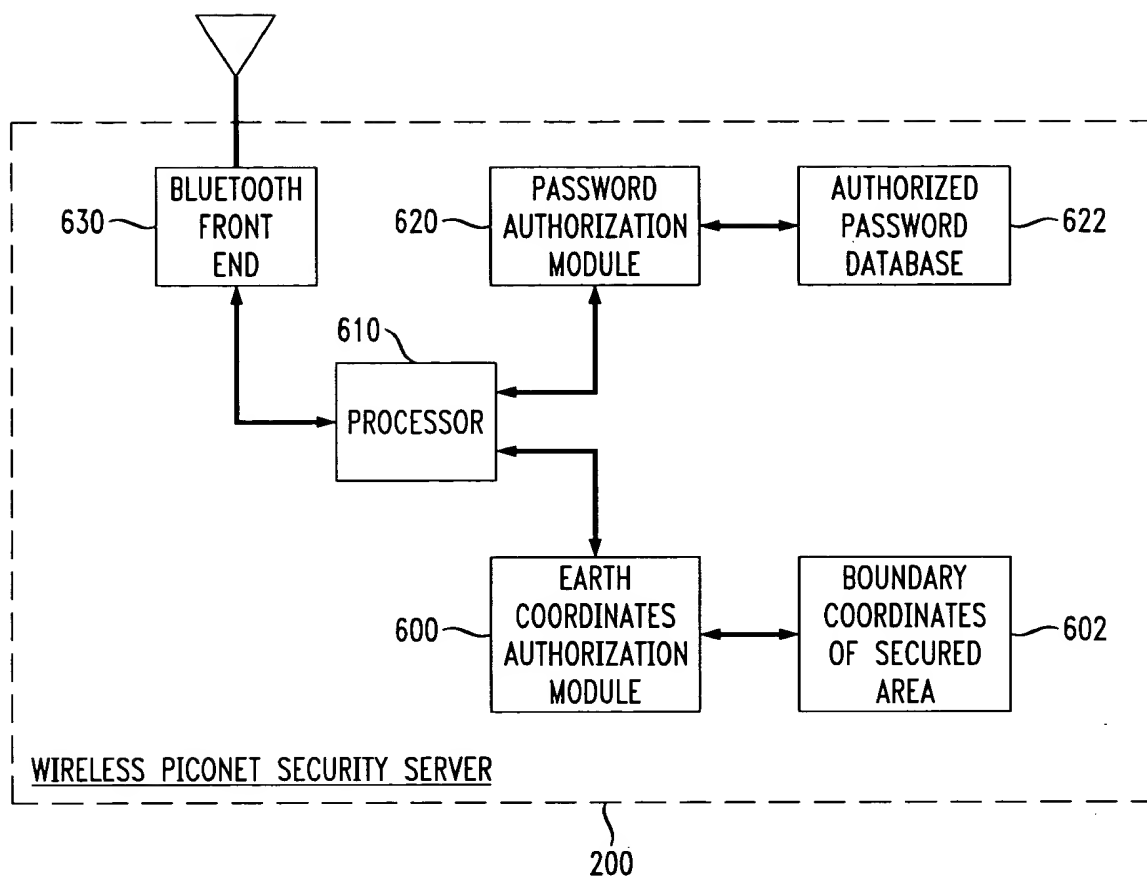 630
BLUETOOTH
FRONT
END
620
PASSWORD
AUTHORIZATION
MODULE
AUTHORIZED
PASSWORD
DATABASE
622
610
PROCESSOR
600
EARTH
COORDINATES
AUTHORIZATION
MODULE
BOUNDARY
COORDINATES
OF SECURED
AREA
602
WIRELESS PICONET SECURITY SERVER
200